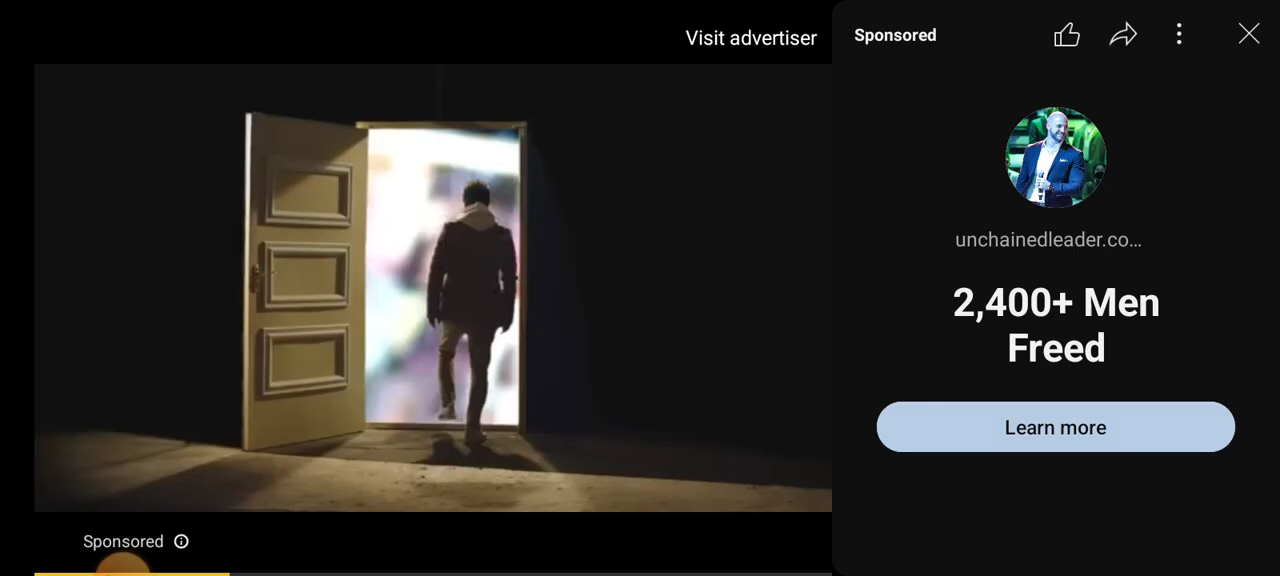 Visit advertiser
Sponsored
unchainedleader.co...
2,400+ Men
Freed
Learn more
Sponsored